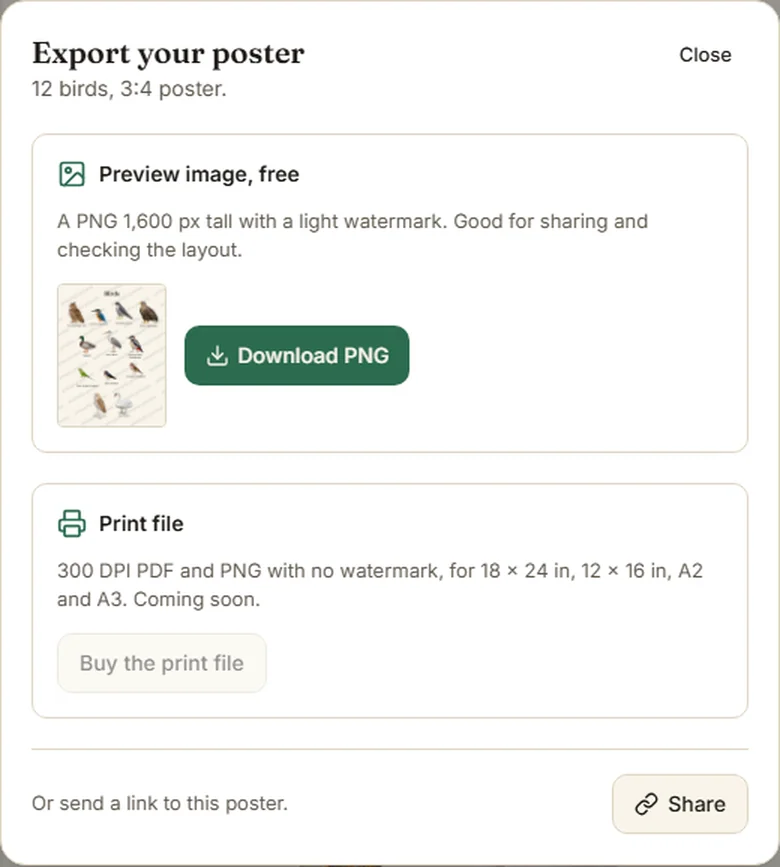 Export your poster
Close
12 birds, 3:4 poster.
Preview image, free
A PNG 1,600 px tall with a light watermark. Good for sharing and
checking the layout.
Birds
Download PNG
Print file
300 DPI PDF and PNG with no watermark, for 18 × 24 in, 12 × 16 in, A2
and A3. Coming soon.
Buy the print file
Or send a link to this poster.
Share